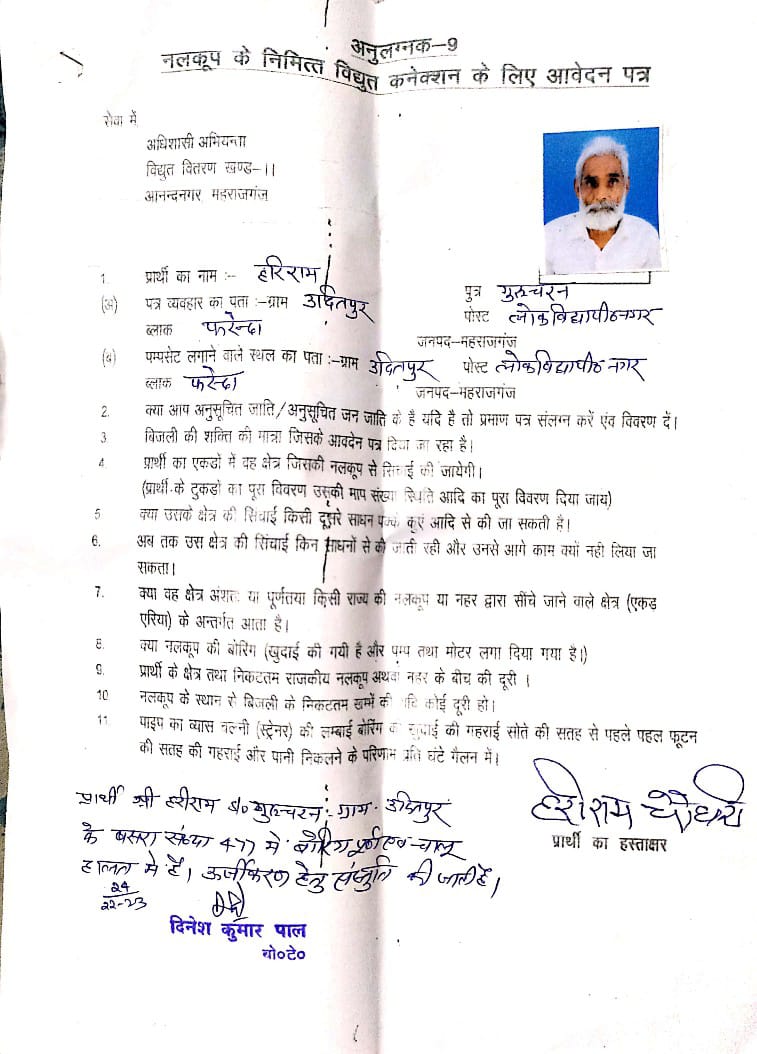 अनुलग्नक–9
नलकूप के निमित्त विद्युत कनेक्शन के लिए आवेदन पत्र
सेवा में
अधिशासी अभियन्ता
विद्युत वितरण खण्ड–।।
आनन्दनगर महराजगंज
1. प्रार्थी का नाम :– हरिराम पुत्र गुरूचरन
(अ) पत्र व्यवहार का पता :–ग्राम उदितपुर पोस्ट लोकविद्यापीठनगर
ब्लाक फरेन्दा जनपद–महराजगंज
(ब) पम्पसेट लगाने वाले स्थल का पता :–ग्राम उदितपुर पोस्ट लोकविद्यापीठ नगर
ब्लाक फरेन्दा जनपद–महराजगंज
2. क्या आप अनुसूचित जाति/अनुसूचित जन जाति के है यदि है तो प्रमाण पत्र संलग्न करें एंव विवरण दें।
3 बिजली की शक्ति की मात्रा जिसके आवदेन पत्र दिया जा रहा है।
4. प्रार्थी का एकडों में वह क्षेत्र जिसकी नलकूप से सिचाई की जायेगी।
(प्रार्थी के टुकडो का पूरा विवरण उसकी माप संख्या स्थिति आदि का पूरा विवरण दिया जाय)
5 क्या उसके क्षेत्र की सिचाई किसी दूसरे साधन पक्के कूएं आदि से की जा सकती है।
6. अब तक उस क्षेत्र की सिंचाई किन साधनों से की जाती रही और उनसे आगे काम क्यों नही लिया जा
सकता।
7. क्या वह क्षेत्र अंशतः या पूर्णतया किसी राज्य की नलकूप या नहर द्वारा सींचे जाने वाले क्षेत्र (एकड
एरिया) के अन्तर्गत आता है।
8. क्या नलकूप की बोरिंग (खुदाई की गयी है और पम्प तथा मोटर लगा दिया गया है।)
9. प्रार्थी के क्षेत्र तथा निकटतम राजकीय नलकूप अथवा नहर के बीच की दूरी ।
10 नलकूप के स्थान से बिजली के निकटतम खम्भें की यदि कोई दूरी हो।
11. पाइप का व्यास नल्नी (स्ट्रेनर) की लम्बाई बोरिंग की खुदाई की गहराई सोते की सतह से पहले पहल फूटन
की सतह की गहराई और पानी निकलने के परिणाम प्रति घंटे गैलन में।
हरीराम चौधरी
प्रार्थी का हस्ताक्षर
प्रार्थी श्री हरीराम s/o गुरूचरन ग्राम- उदितपुर
के खसरा संख्या 477 मे बोरिंग पूर्ण एवं चालू
हालत मे है। ऊर्जीकरण हेतु संस्तुति की जाती है।
24
22-23
दिनेश कुमार पाल
बो०टे०